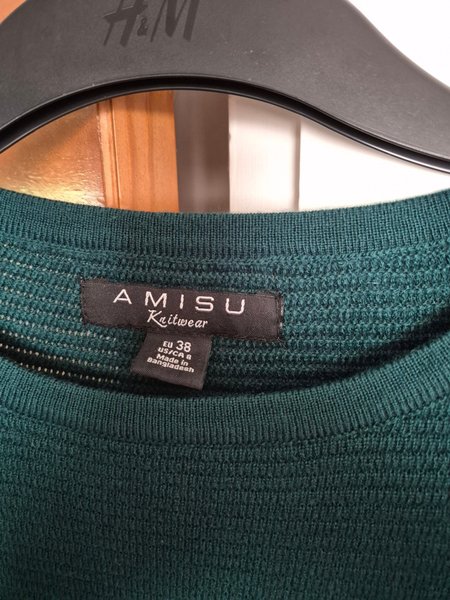 H&M
AMISU
Knitwear
EU 38
US/CA 8
Made in
Bangladesh